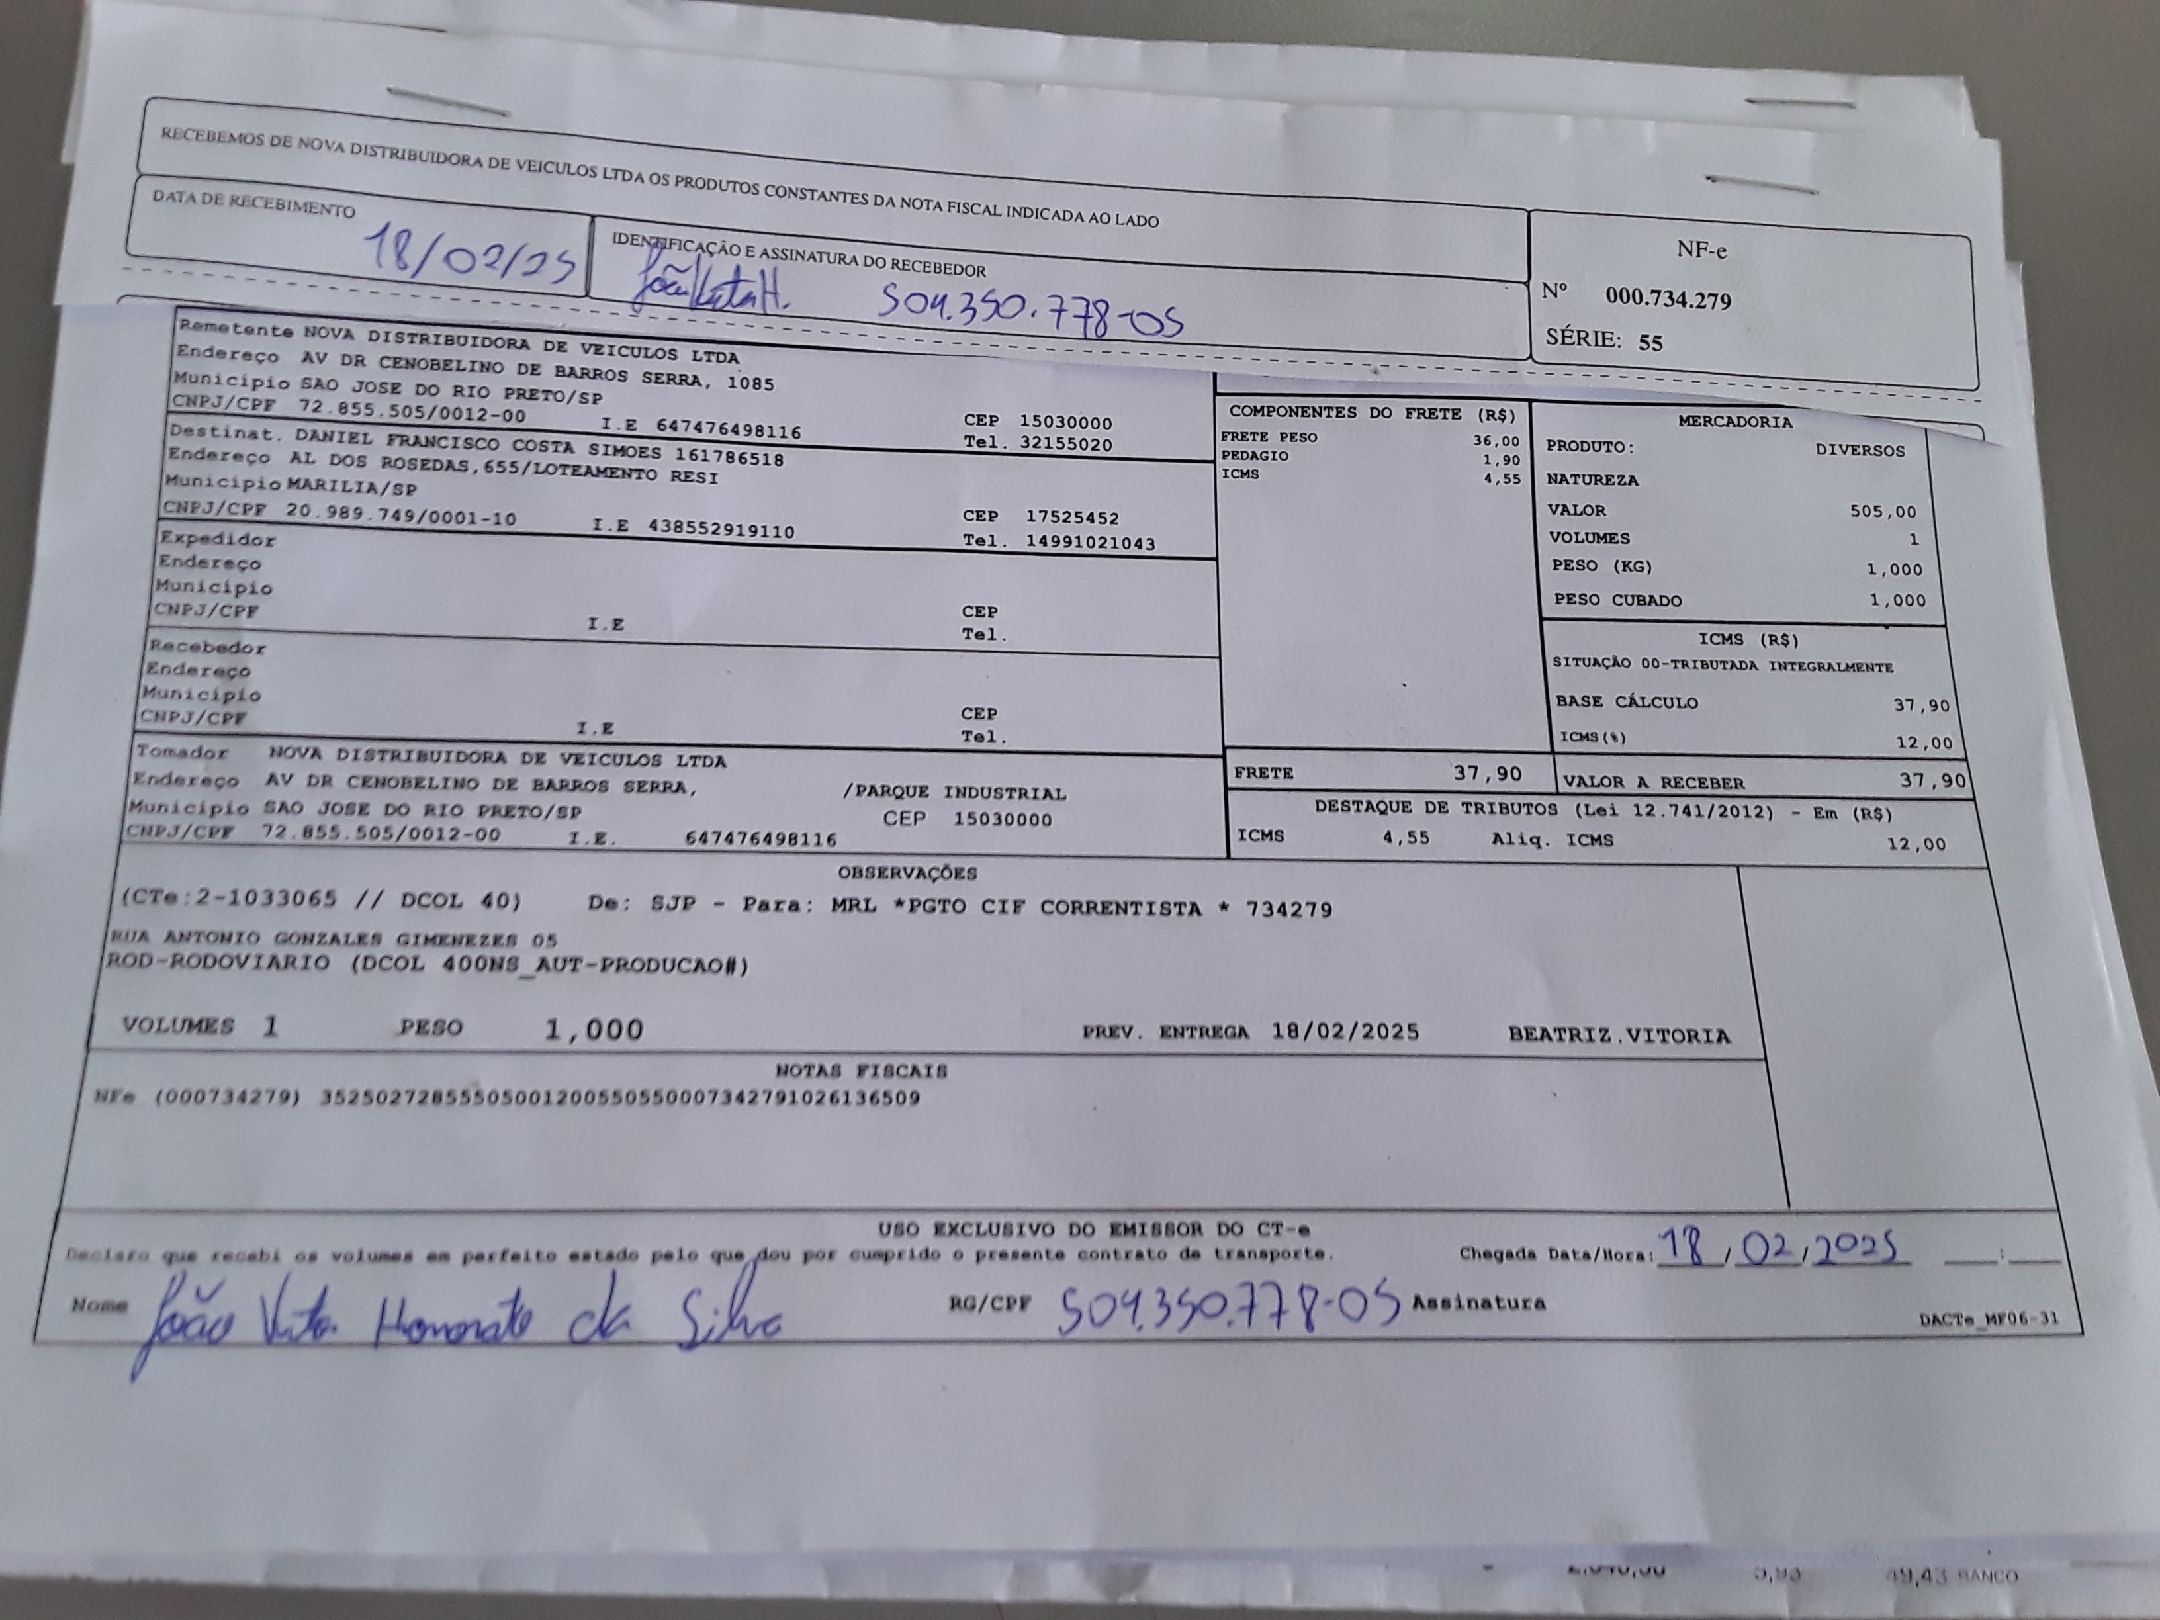 RECEBEMOS DE NOVA DISTRIBUIDORA DE VEICULOS LTDA OS PRODUTOS CONSTANTES DA NOTA FISCAL INDICADA AO LADO
DATA DE RECEBIMENTO
18/02/25
IDENTIFICAÇÃO E ASSINATURA DO RECEBEDOR
João H. 504.350.778-05
NF-e
Nº 000.734.279
SÉRIE: 55
Remetente NOVA DISTRIBUIDORA DE VEICULOS LTDA
Endereço AV DR CENOBELINO DE BARROS SERRA, 1085
Município SAO JOSE DO RIO PRETO/SP CEP 15030000
CNPJ/CPF 72.855.505/0012-00 I.E 647476498116 Tel. 32155020
Destinat. DANIEL FRANCISCO COSTA SIMOES 161786518
Endereço AL DOS ROSEDAS,655/LOTEAMENTO RESI
Município MARILIA/SP CEP 17525452
CNPJ/CPF 20.989.749/0001-10 I.E 438552919110 Tel. 14991021043
Expedidor
Endereço
Município CEP
CNPJ/CPF I.E Tel.
Recebedor
Endereço
Município CEP
CNPJ/CPF I.E Tel.
Tomador NOVA DISTRIBUIDORA DE VEICULOS LTDA
Endereço AV DR CENOBELINO DE BARROS SERRA, /PARQUE INDUSTRIAL
Município SAO JOSE DO RIO PRETO/SP CEP 15030000
CNPJ/CPF 72.855.505/0012-00 I.E. 647476498116
COMPONENTES DO FRETE (R$)
FRETE PESO 36,00
PEDAGIO 1,90
ICMS 4,55
MERCADORIA
PRODUTO: DIVERSOS
NATUREZA
VALOR 505,00
VOLUMES 1
PESO (KG) 1,000
PESO CUBADO 1,000
ICMS (R$)
SITUAÇÃO 00-TRIBUTADA INTEGRALMENTE
BASE CÁLCULO 37,90
ICMS(%) 12,00
FRETE 37,90 VALOR A RECEBER 37,90
DESTAQUE DE TRIBUTOS (Lei 12.741/2012) - Em (R$)
ICMS 4,55 Aliq. ICMS 12,00
OBSERVAÇÕES
(CTe:2-1033065 // DCOL 40) De: SJP - Para: MRL *PGTO CIF CORRENTISTA * 734279
RUA ANTONIO GONZALES GIMENEZES 05
ROD-RODOVIARIO (DCOL 400NS_AUT-PRODUCAO#)
VOLUMES 1 PESO 1,000 PREV. ENTREGA 18/02/2025 BEATRIZ.VITORIA
NOTAS FISCAIS
NFe (000734279) 35250272855505001200550550007342791026136509
USO EXCLUSIVO DO EMISSOR DO CT-e
Declaro que recebi os volumes em perfeito estado pelo que dou por cumprido o presente contrato de transporte. Chegada Data/Hora: 18/02/2025 __:__
Nome João Honorato da Silva RG/CPF 504.350.778-05 Assinatura
DACTe_MF06-31
49,43 BANCO